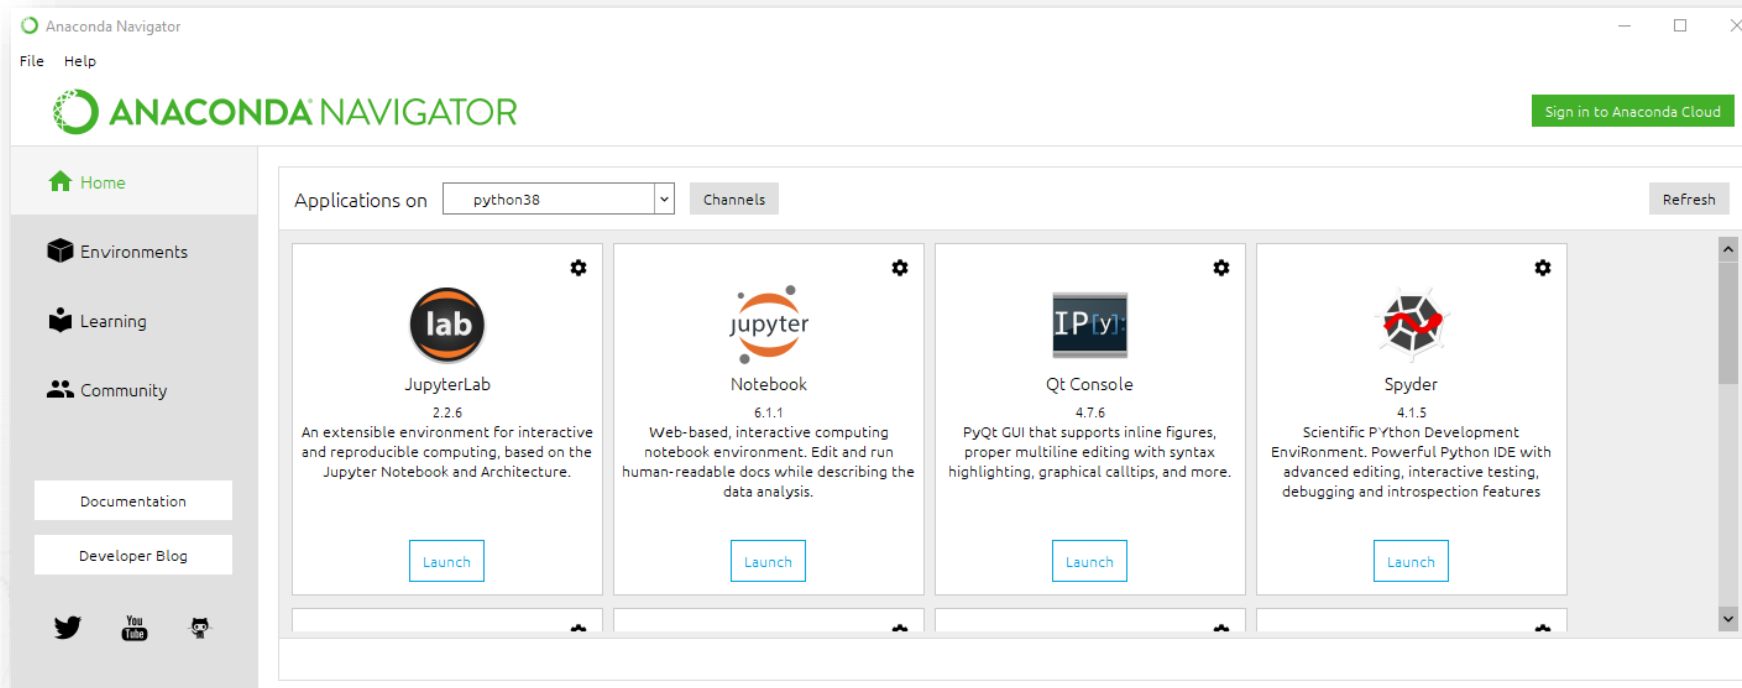 Anaconda Navigator
File Help
ANACONDA NAVIGATOR
Sign in to Anaconda Cloud
Home
Environments
Learning
Community
Documentation
Developer Blog
You
Tube
Applications on python38 Channels
Refresh
lab
JupyterLab
2.2.6
An extensible environment for interactive
and reproducible computing, based on the
Jupyter Notebook and Architecture.
Launch
jupyter
Notebook
6.1.1
Web-based, interactive computing
notebook environment. Edit and run
human-readable docs while describing the
data analysis.
Launch
IP[y]:
Qt Console
4.7.6
PyQt GUI that supports inline figures,
proper multiline editing with syntax
highlighting, graphical calltips, and more.
Launch
Spyder
4.1.5
Scientific PYthon Development
EnviRonment. Powerful Python IDE with
advanced editing, interactive testing,
debugging and introspection features
Launch